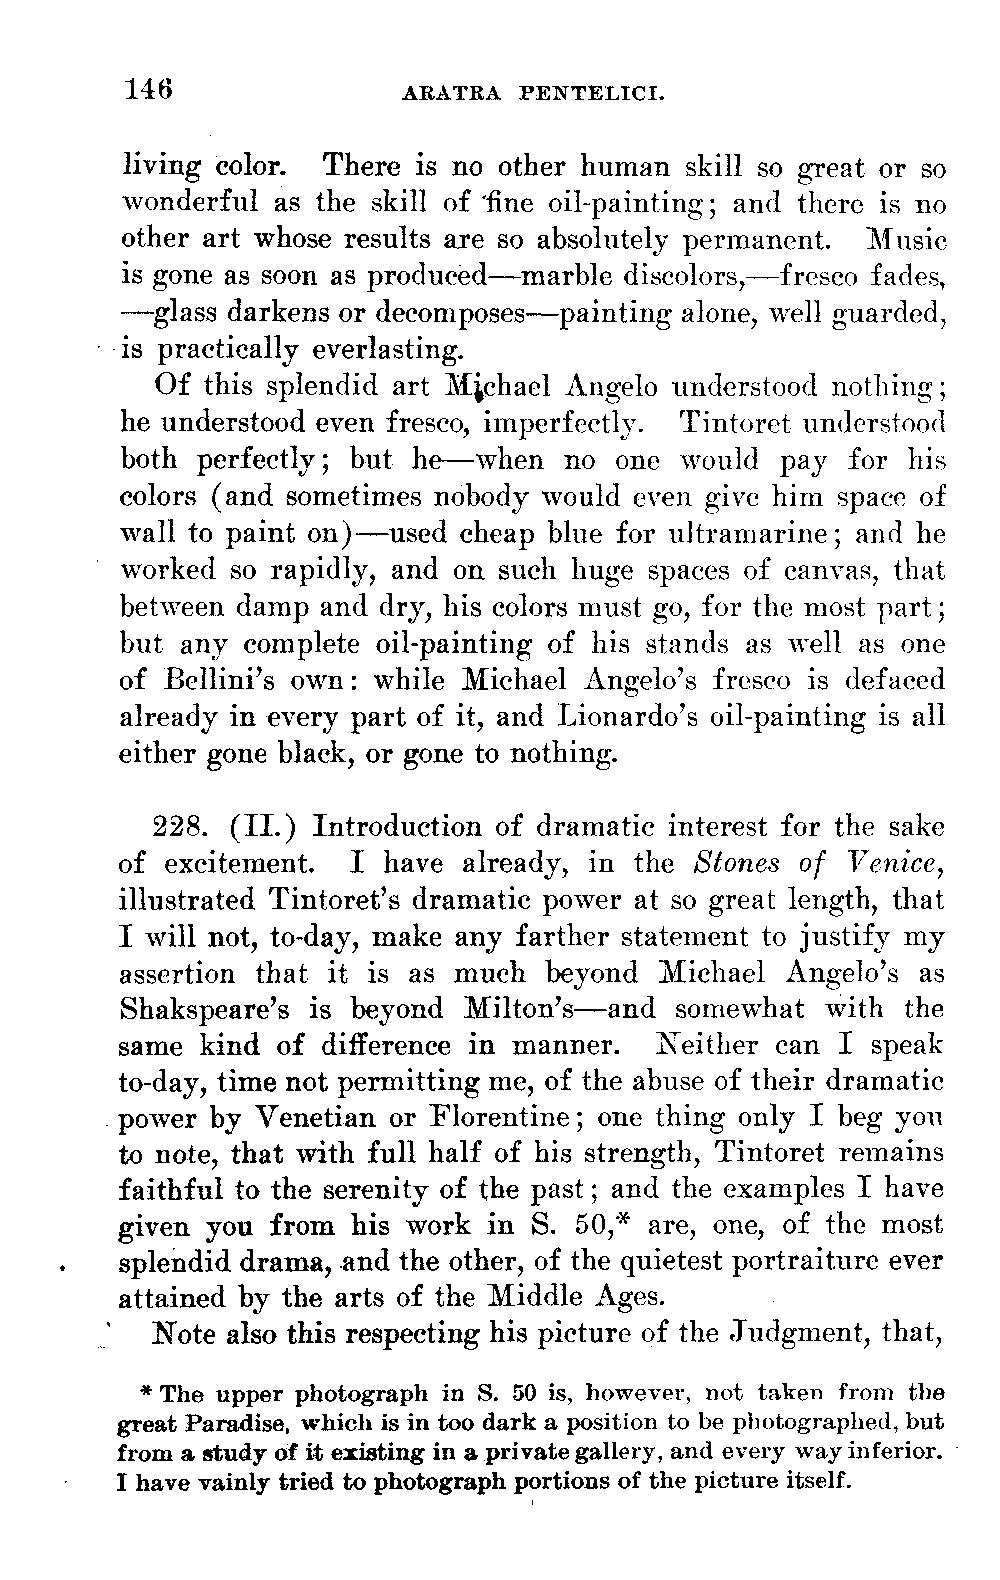 146 ARATRA PENTELICI.
living color. There is no other human skill so great or so
wonderful as the skill of fine oil-painting; and there is no
other art whose results are so absolutely permanent. Music
is gone as soon as produced—marble discolors,—fresco fades,
—glass darkens or decomposes—painting alone, well guarded,
is practically everlasting.
Of this splendid art Michael Angelo understood nothing;
he understood even fresco, imperfectly. Tintoret understood
both perfectly; but he—when no one would pay for his
colors (and sometimes nobody would even give him space of
wall to paint on)—used cheap blue for ultramarine; and he
worked so rapidly, and on such huge spaces of canvas, that
between damp and dry, his colors must go, for the most part;
but any complete oil-painting of his stands as well as one
of Bellini's own: while Michael Angelo's fresco is defaced
already in every part of it, and Lionardo's oil-painting is all
either gone black, or gone to nothing.
228. (II.) Introduction of dramatic interest for the sake
of excitement. I have already, in the Stones of Venice,
illustrated Tintoret's dramatic power at so great length, that
I will not, to-day, make any farther statement to justify my
assertion that it is as much beyond Michael Angelo's as
Shakspeare's is beyond Milton's—and somewhat with the
same kind of difference in manner. Neither can I speak
to-day, time not permitting me, of the abuse of their dramatic
power by Venetian or Florentine; one thing only I beg you
to note, that with full half of his strength, Tintoret remains
faithful to the serenity of the past; and the examples I have
given you from his work in S. 50,* are, one, of the most
splendid drama, and the other, of the quietest portraiture ever
attained by the arts of the Middle Ages.
Note also this respecting his picture of the Judgment, that,
* The upper photograph in S. 50 is, however, not taken from the
great Paradise, which is in too dark a position to be photographed, but
from a study of it existing in a private gallery, and every way inferior.
I have vainly tried to photograph portions of the picture itself.